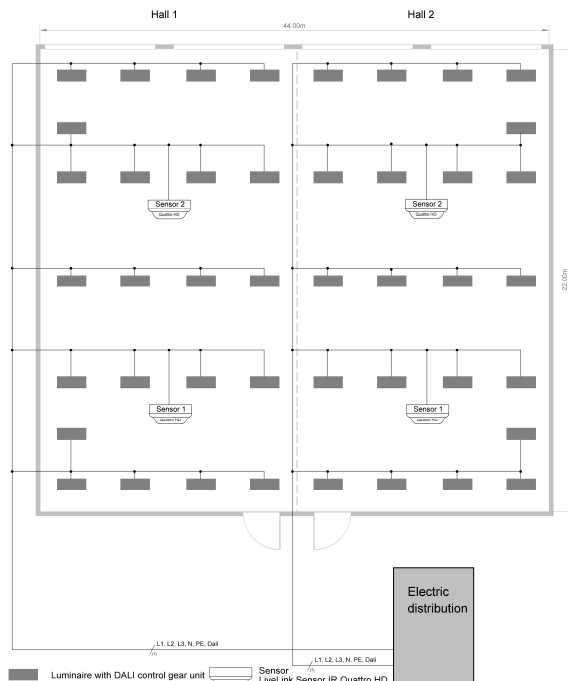 Hall 1 Hall 2
44.00m
Sensor 2 Sensor 2
Quattro HD Quattro HD
22.00m
Sensor 1 Sensor 1
Quattro HD Quattro HD
Electric
distribution
L1, L2, L3, N, PE, Dali
L1, L2, L3, N, PE, Dali
Luminaire with DALI control gear unit
Sensor
LiveLink Sensor IR Quattro HD